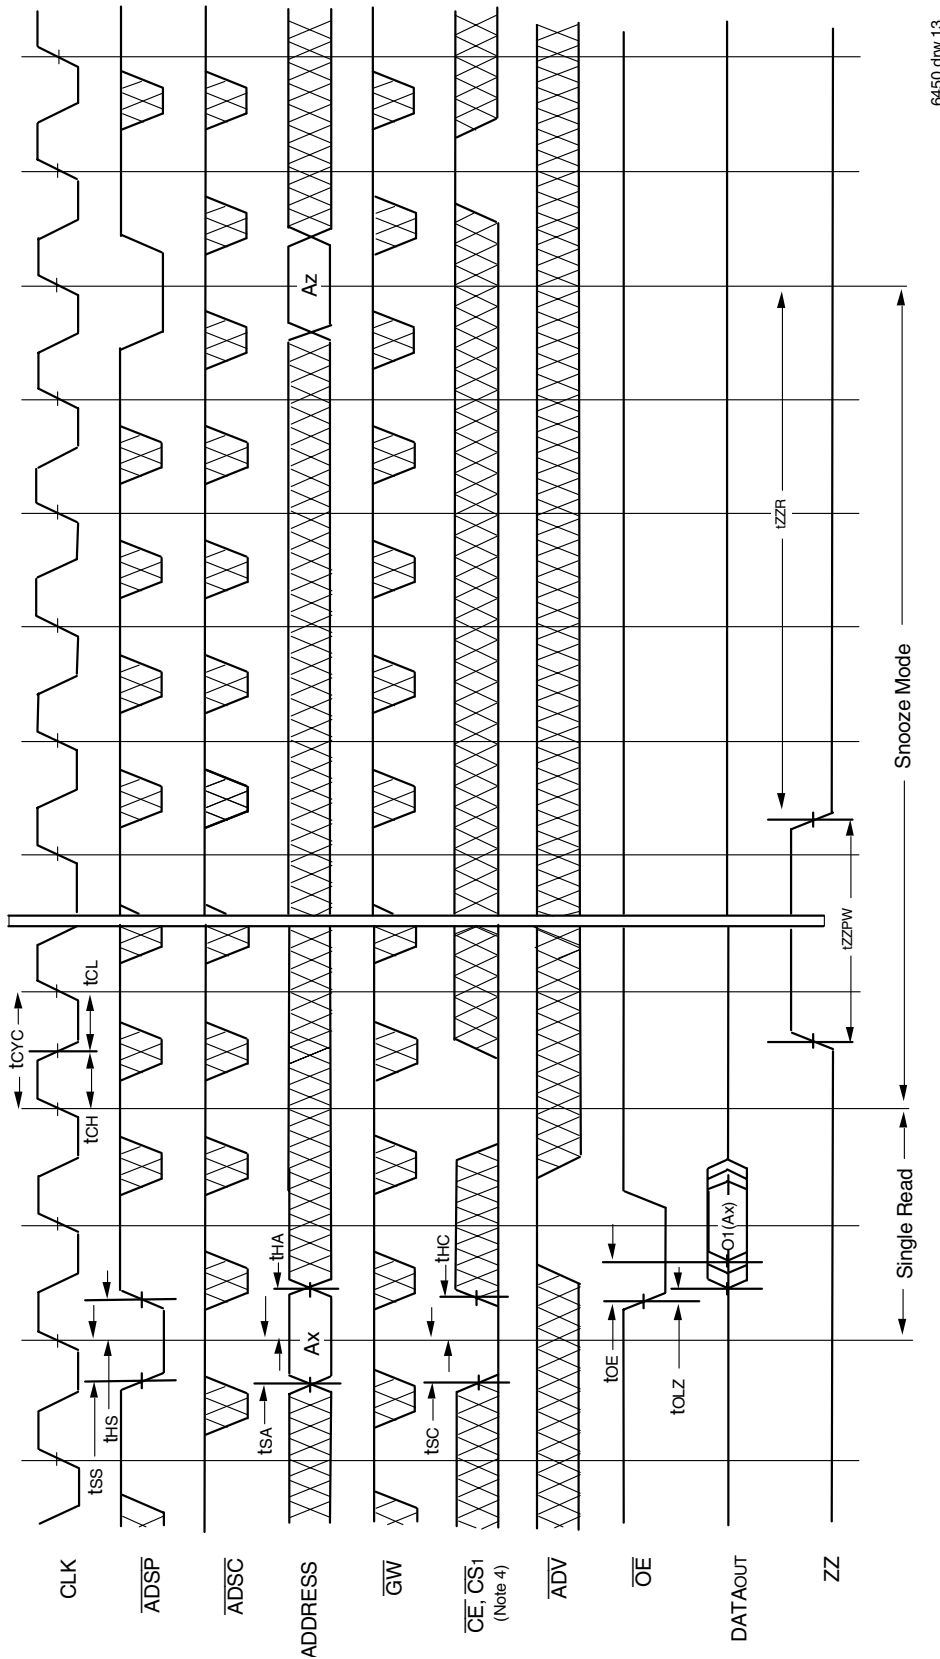 tCYC
tSS
tHS
tCH
tCL
CLK
ADSP
ADSC
tSA
tHA
ADDRESS
Ax
Az
GW
tSC
tHC
CE, CS1
(Note 4)
ADV
OE
tOE
tOLZ
DATAOUT
O1(Ax)
tZZR
ZZ
tZZPW
Single Read
Snooze Mode
6450 drw 13